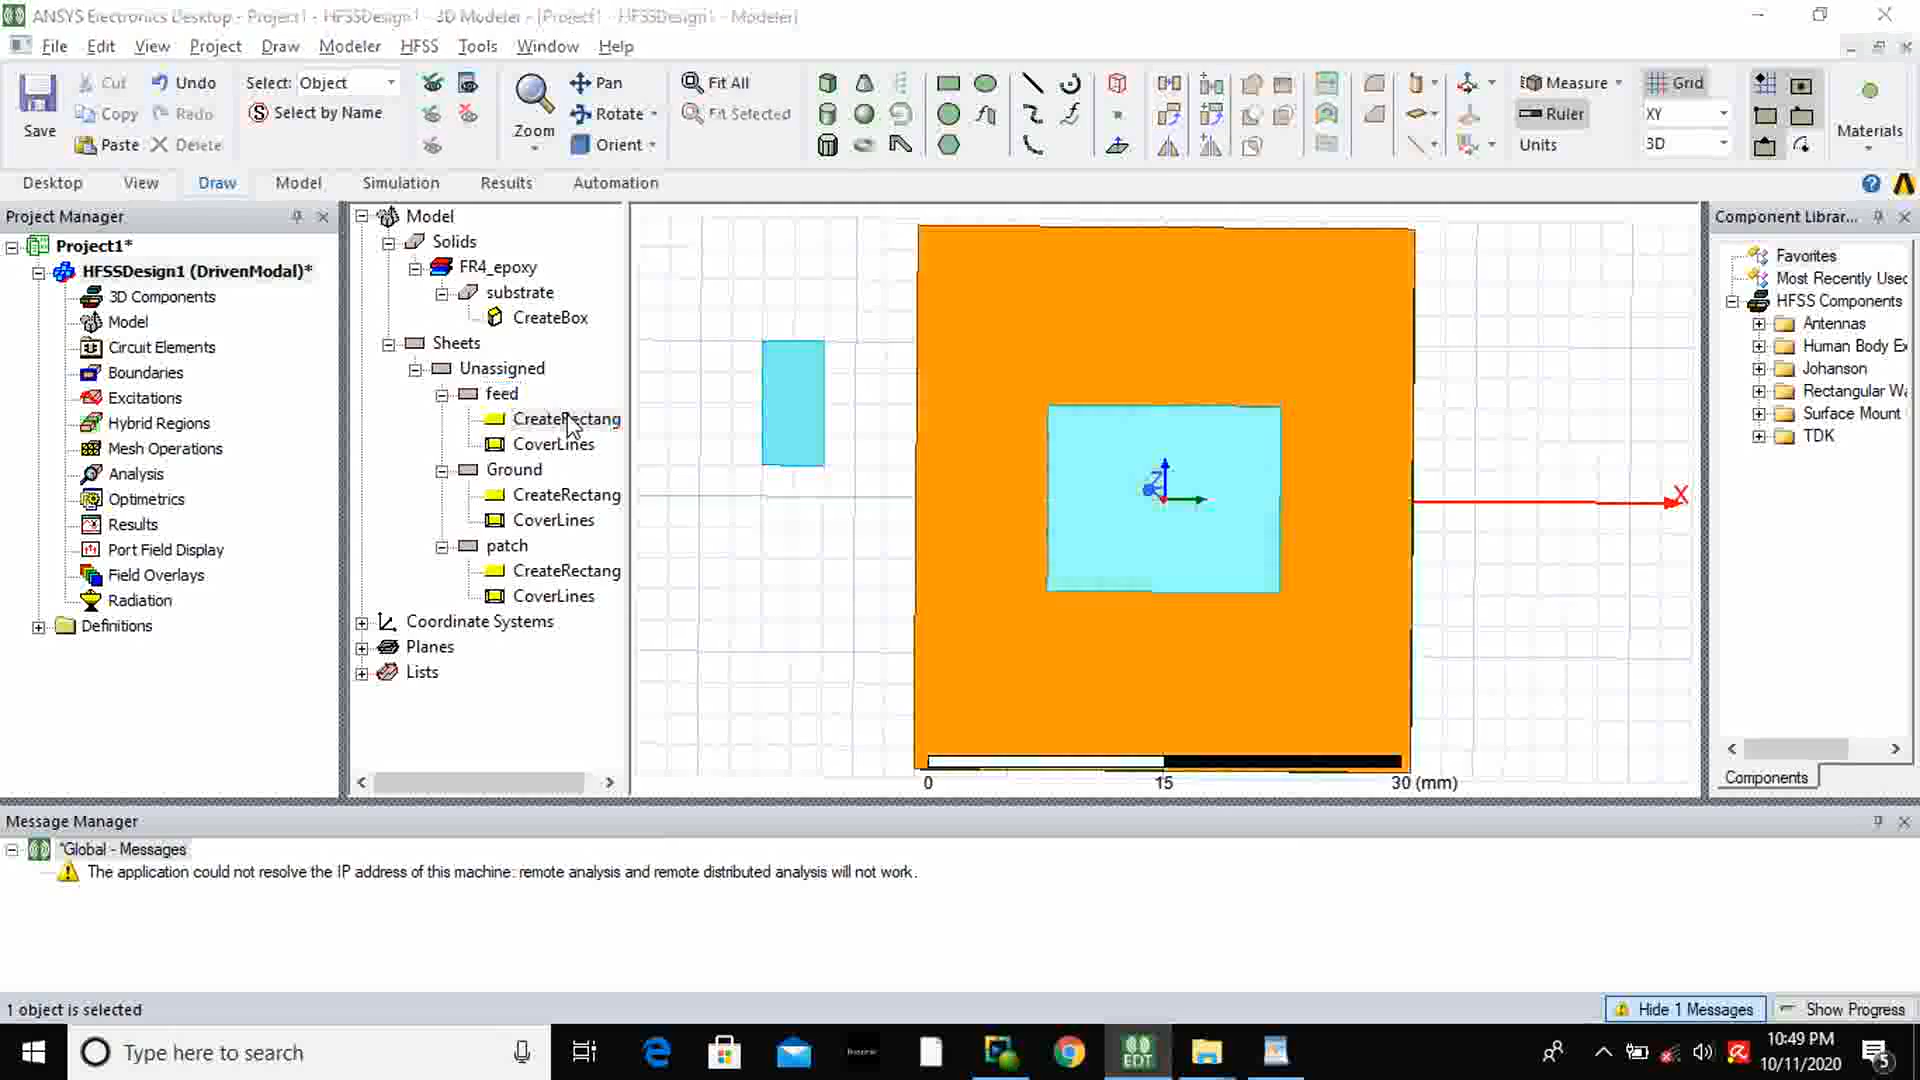 ANSYS Electronics Desktop - Project1 - HFSSDesign1 - 3D Modeler - [Project1 - HFSSDesign1 - Modeler]
File Edit View Project Draw Modeler HFSS Tools Window Help
Cut Undo Select: Object Pan Fit All Measure Grid
Copy Redo Select by Name Rotate Fit Selected Ruler XY
Save Paste Delete Zoom Orient Units 3D Materials
Desktop View Draw Model Simulation Results Automation
Project Manager
Project1*
HFSSDesign1 (DrivenModal)*
3D Components
Model
Circuit Elements
Boundaries
Excitations
Hybrid Regions
Mesh Operations
Analysis
Optimetrics
Results
Port Field Display
Field Overlays
Radiation
Definitions
Model
Solids
FR4_epoxy
substrate
CreateBox
Sheets
Unassigned
feed
CreateRectang
CoverLines
Ground
CreateRectang
CoverLines
patch
CreateRectang
CoverLines
Coordinate Systems
Planes
Lists
Z
X
0 15 30 (mm)
Component Librar...
Favorites
Most Recently Used
HFSS Components
Antennas
Human Body Ex
Johanson
Rectangular Wa
Surface Mount
TDK
Components
Message Manager
*Global - Messages
The application could not resolve the IP address of this machine: remote analysis and remote distributed analysis will not work.
1 object is selected
Hide 1 Messages
Show Progress
Type here to search
EDT
10:49 PM
10/11/2020
5